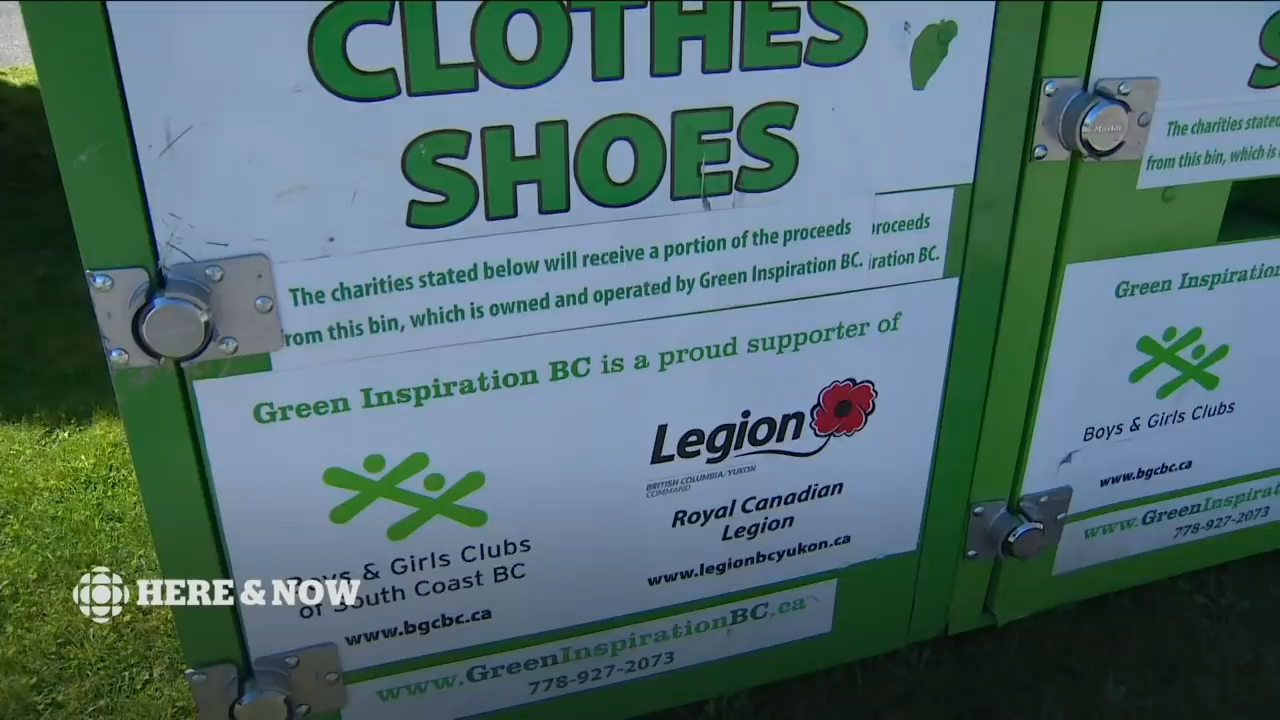 CLOTHES
SHOES
The charities stated below will receive a portion of the proceeds
from this bin, which is owned and operated by Green Inspiration BC.
proceeds
BC.
Green Inspiration BC is a proud supporter of
Boys & Girls Clubs
of South Coast BC
www.bgcbc.ca
Legion
BRITISH COLUMBIA/YUKON
COMMAND
Royal Canadian
Legion
www.legionbcyukon.ca
www.GreenInspirationBC.ca
778-927-2073
S
Master
The charities stated
from this bin, which is
Green Inspiration
Boys & Girls Clubs
www.bgcbc.ca
www.GreenInspirat
778-927-2073
HERE & NOW